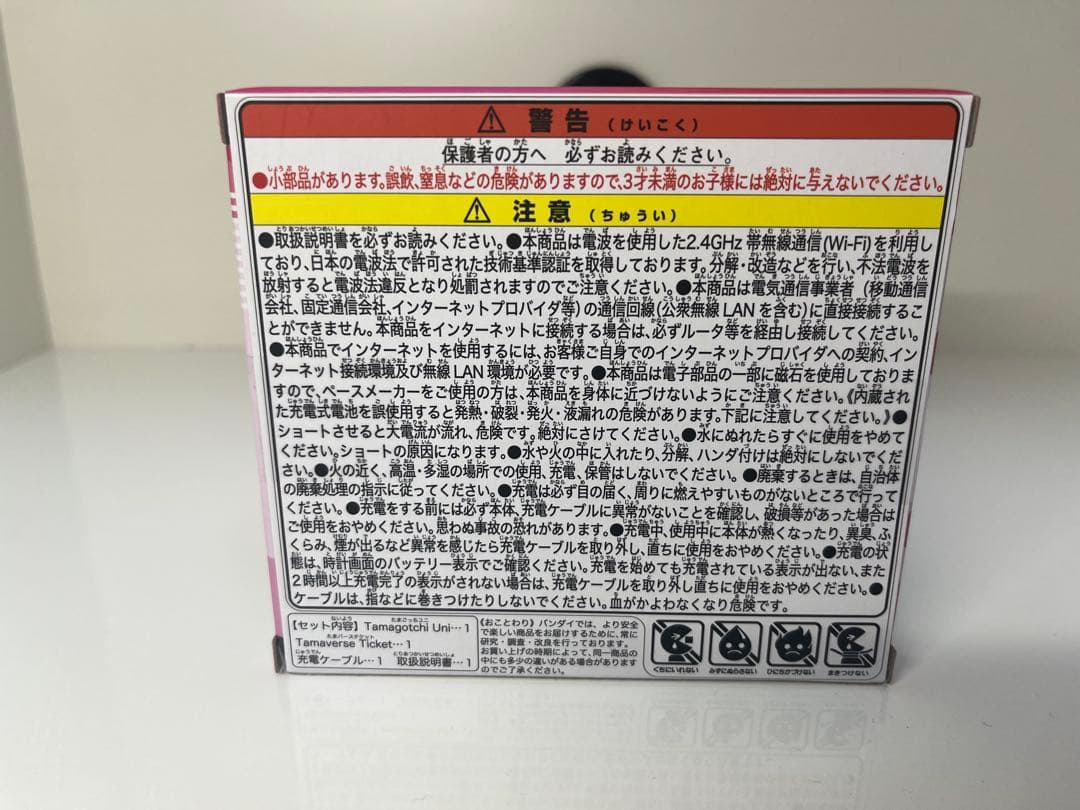 ⚠ 警告 （けいこく）
保護者の方へ 必ずお読みください。
●小部品があります。誤飲、窒息などの危険がありますので、3才未満のお子様には絶対に与えないでください。
⚠ 注意 （ちゅうい）
●取扱説明書を必ずお読みください。●本商品は電波を使用した2.4GHz 帯無線通信(Wi-Fi)を利用し
ており、日本の電波法で許可された技術基準認証を取得しております。分解・改造などを行い、不法電波を
放射すると電波法違反となり処罰されますのでご注意ください。●本商品は電気通信事業者（移動通信
会社、固定通信会社、インターネットプロバイダ等）の通信回線(公衆無線 LANを含む)に直接接続するこ
とができません。本商品をインターネットに接続する場合は、必ずルータ等を経由し接続してください。
●本商品でインターネットを使用するには、お客様ご自身でのインターネットプロバイダへの契約、イン
ターネット接続環境及び無線 LAN 環境が必要です。●本商品は電子部品の一部に磁石を使用しておりま
すので、ペースメーカーをご使用の方は、本商品を身体に近づけないようにご注意ください。《内蔵され
た充電式電池を誤使用すると発熱・破裂・発火・液漏れの危険があります。下記に注意してください。》●
ショートさせると大電流が流れ、危険です。絶対にさけてください。●水にぬれたらすぐに使用をやめて
ください。ショートの原因になります。●水や火の中に入れたり、分解、ハンダ付けは絶対にしないでくだ
さい。●火の近く、高温・多湿の場所での使用、充電、保管はしないでください。●廃棄するときは、自治体
の廃棄処理の指示に従ってください。●充電は必ず目の届く、周りに燃えやすいものがないところで行って
ください。●充電をする前には必ず本体、充電ケーブルに異常がないことを確認し、破損等があった場合は
ご使用をおやめください。思わぬ事故の恐れがあります。●充電中、使用中に本体が熱くなったり、異臭、ふ
くらみ、煙が出るなど異常を感じたら充電ケーブルを取り外し、直ちに使用をおやめください。●充電の状
態は、時計画面のバッテリー表示でご確認ください。充電を始めても充電されている表示が出ない、また
2時間以上充電完了の表示がされない場合は、充電ケーブルを取り外し直ちに使用をおやめください。●
ケーブルは、指などに巻きつけたりしないでください。血がかよわなくなり危険です。
【セット内容】Tamagotchi Uni…1
Tamaverse Ticket…1
充電ケーブル…1 取扱説明書…1
《おことわり》バンダイでは、より安全
で楽しい商品をお届けするために、常に
研究・調査・改良を行っております。
お買い上げの時期によって、同一商品の
中にも多少の違いがある場合があります
のでご了承ください。
くちにいれない みずにぬらさない ひにちかづけない まきつけない